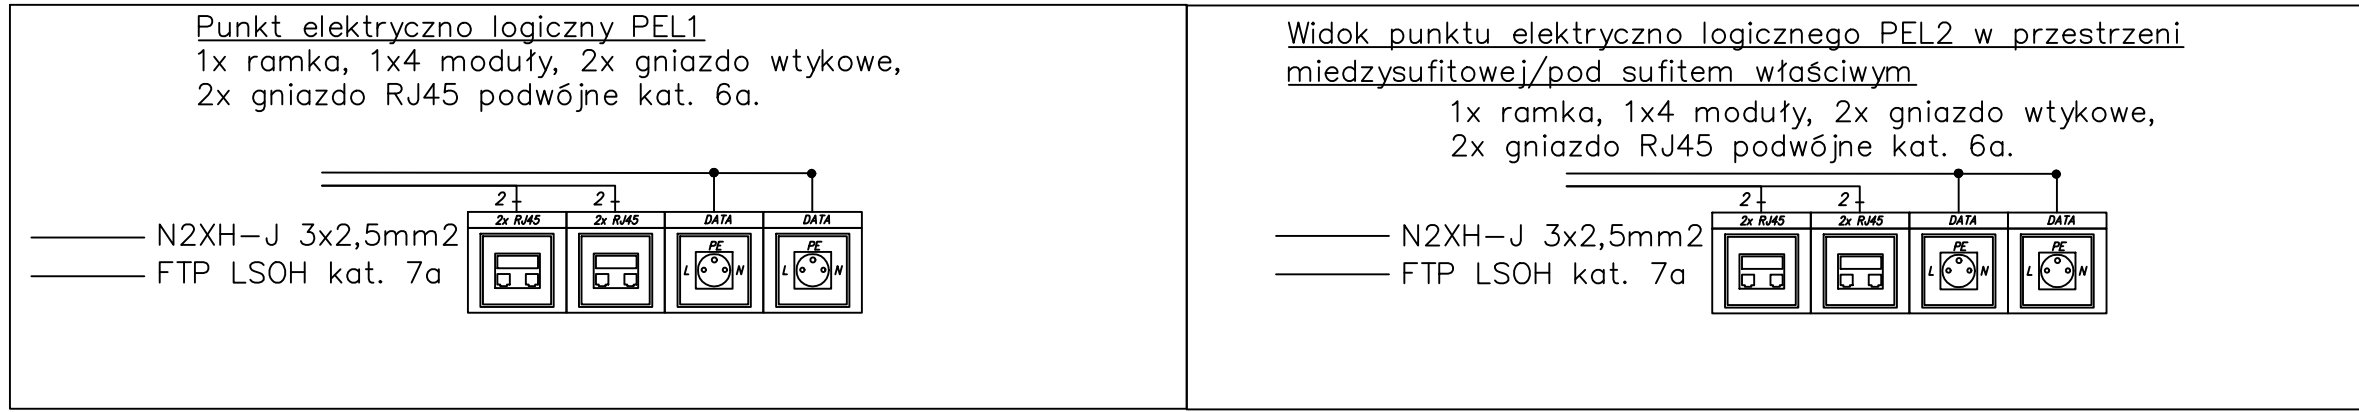 Punkt elektryczno logiczny PEL1
1x ramka, 1x4 moduły, 2x gniazdo wtykowe,
2x gniazdo RJ45 podwójne kat. 6a.
2 2
2x RJ45 2x RJ45 DATA DATA
N2XH-J 3x2,5mm2
PE PE
L N L N
FTP LSOH kat. 7a
Widok punktu elektryczno logicznego PEL2 w przestrzeni
miedzysufitowej/pod sufitem właściwym
1x ramka, 1x4 moduły, 2x gniazdo wtykowe,
2x gniazdo RJ45 podwójne kat. 6a.
2 2
2x RJ45 2x RJ45 DATA DATA
N2XH-J 3x2,5mm2
PE PE
L N L N
FTP LSOH kat. 7a